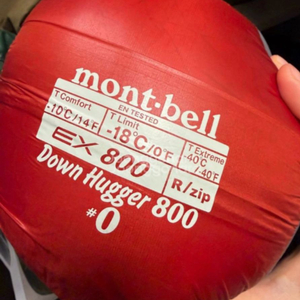 mont-bell
EN TESTED
T Comfort
-10°C/14°F
T Limit
-18°C/0°F
T Extreme
-40°C
/-40°F
EX 800
R/zip
Down Hugger 800
#0